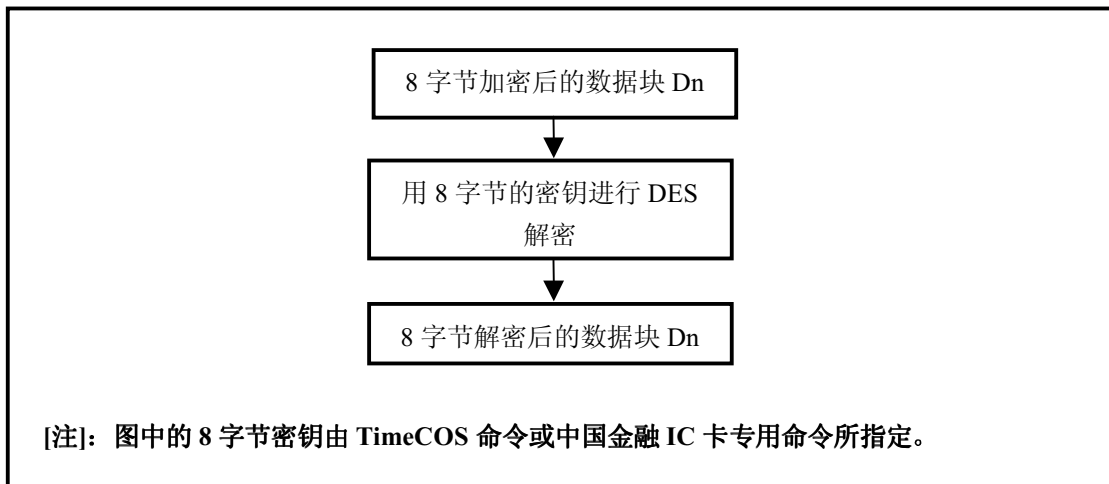 8 字节加密后的数据块 Dn
用 8 字节的密钥进行 DES
解密
8 字节解密后的数据块 Dn
[注]：图中的 8 字节密钥由 TimeCOS 命令或中国金融 IC 卡专用命令所指定。